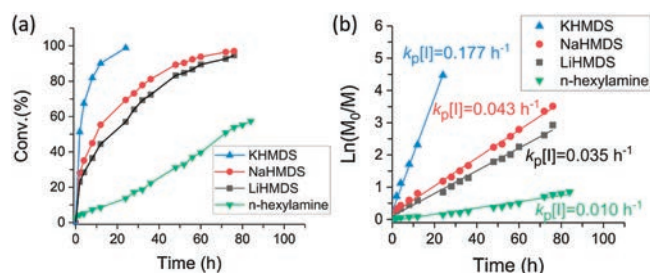 (a)
Conv.(%)
100
80
60
40
20
0
KHMDS
NaHMDS
LiHMDS
n-hexylamine
0 20 40 60 80 100
Time (h)
(b)
Ln(M0/M)
6
5
4
3
2
1
0
KHMDS
NaHMDS
LiHMDS
n-hexylamine
kp[I]=0.177 h-1
kp[I]=0.043 h-1
kp[I]=0.035 h-1
kp[I]=0.010 h-1
0 20 40 60 80 100
Time (h)